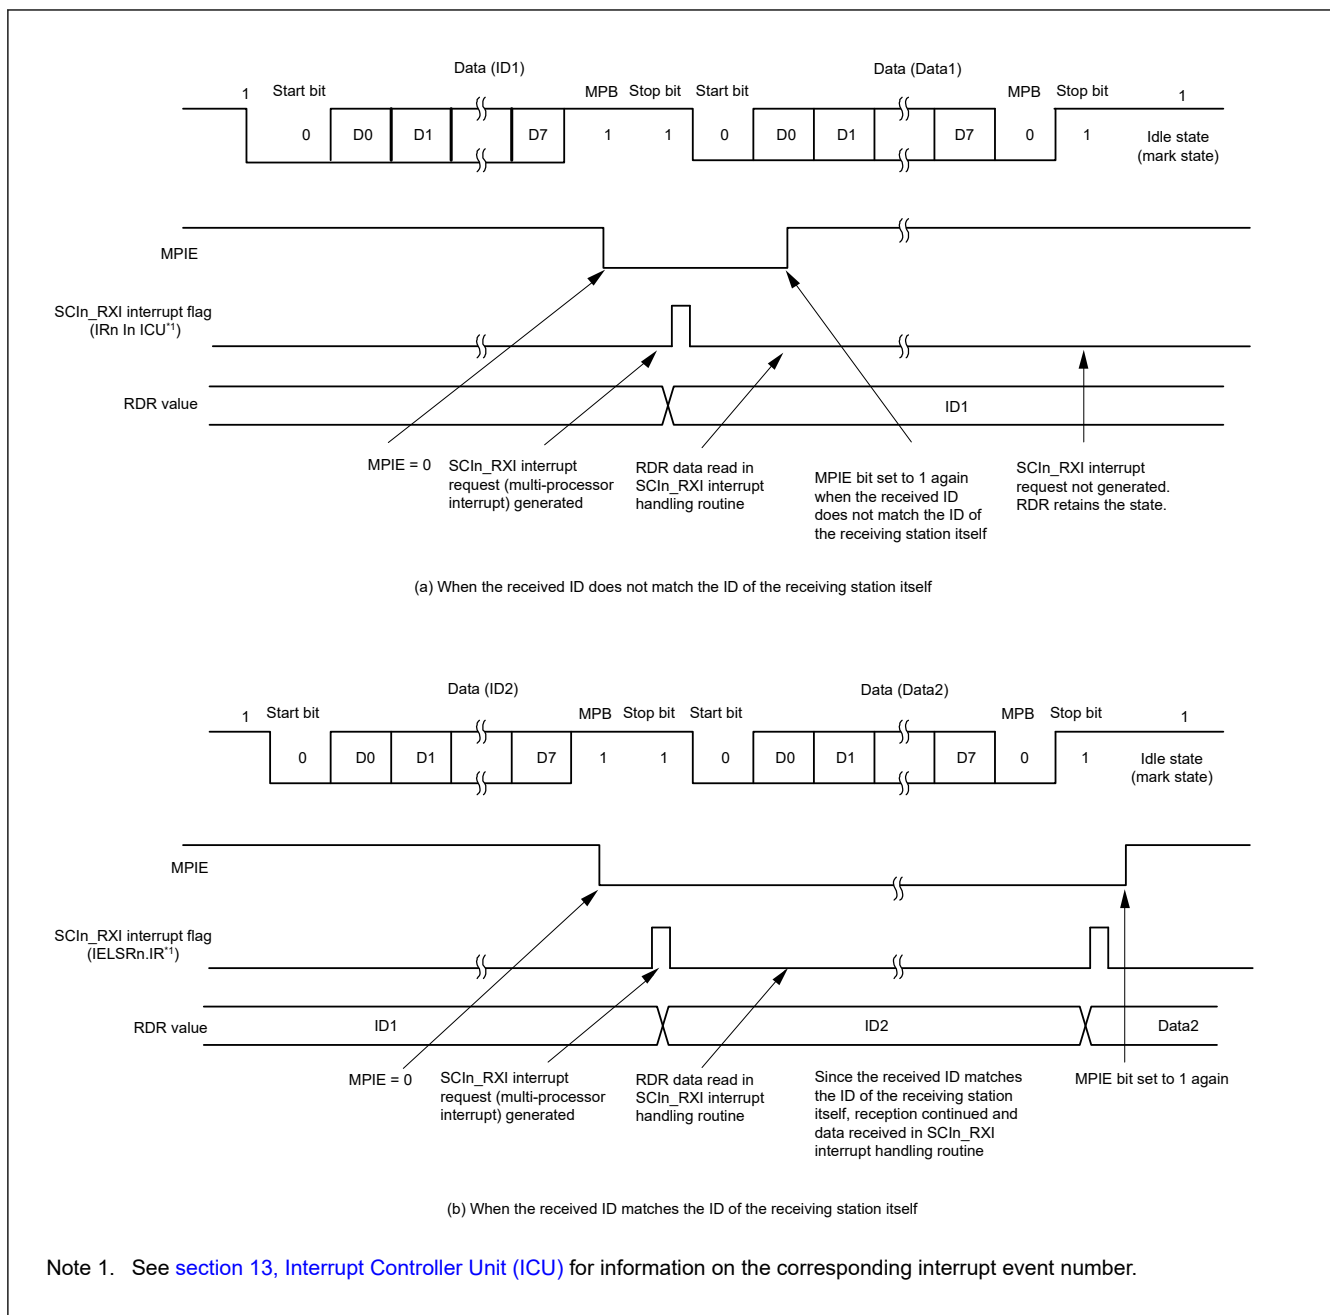 Data (ID1) Data (Data1)
1 Start bit MPB Stop bit Start bit MPB Stop bit 1
0 D0 D1 D7 1 1 0 D0 D1 D7 0 1 Idle state
(mark state)
MPIE
SCIn_RXI interrupt flag
(IRn In ICU*1)
RDR value ID1
MPIE = 0
SCIn_RXI interrupt
request (multi-processor
interrupt) generated
RDR data read in
SCIn_RXI interrupt
handling routine
MPIE bit set to 1 again
when the received ID
does not match the ID of
the receiving station itself
SCIn_RXI interrupt
request not generated.
RDR retains the state.
(a) When the received ID does not match the ID of the receiving station itself
Data (ID2) Data (Data2)
1 Start bit MPB Stop bit Start bit MPB Stop bit 1
0 D0 D1 D7 1 1 0 D0 D1 D7 0 1 Idle state
(mark state)
MPIE
SCIn_RXI interrupt flag
(IELSRn.IR*1)
RDR value ID1 ID2 Data2
MPIE = 0
SCIn_RXI interrupt
request (multi-processor
interrupt) generated
RDR data read in
SCIn_RXI interrupt
handling routine
Since the received ID matches
the ID of the receiving station
itself, reception continued and
data received in SCIn_RXI
interrupt handling routine
MPIE bit set to 1 again
(b) When the received ID matches the ID of the receiving station itself
Note 1. See section 13, Interrupt Controller Unit (ICU) for information on the corresponding interrupt event number.